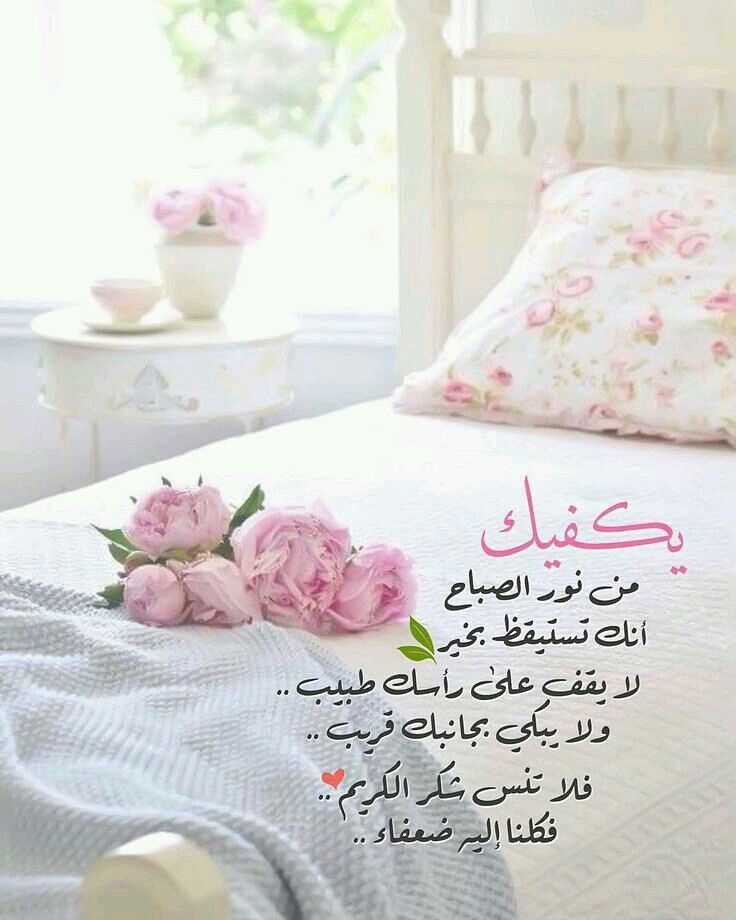 يكفيك
من نور الصباح
أنك تستيقظ بخير
لا يقف على رأسك طبيب ..
ولا يبكي بجانبك قريب ..
فلا تنس شكر الكريم ..
فكلنا إليه ضعفاء ..